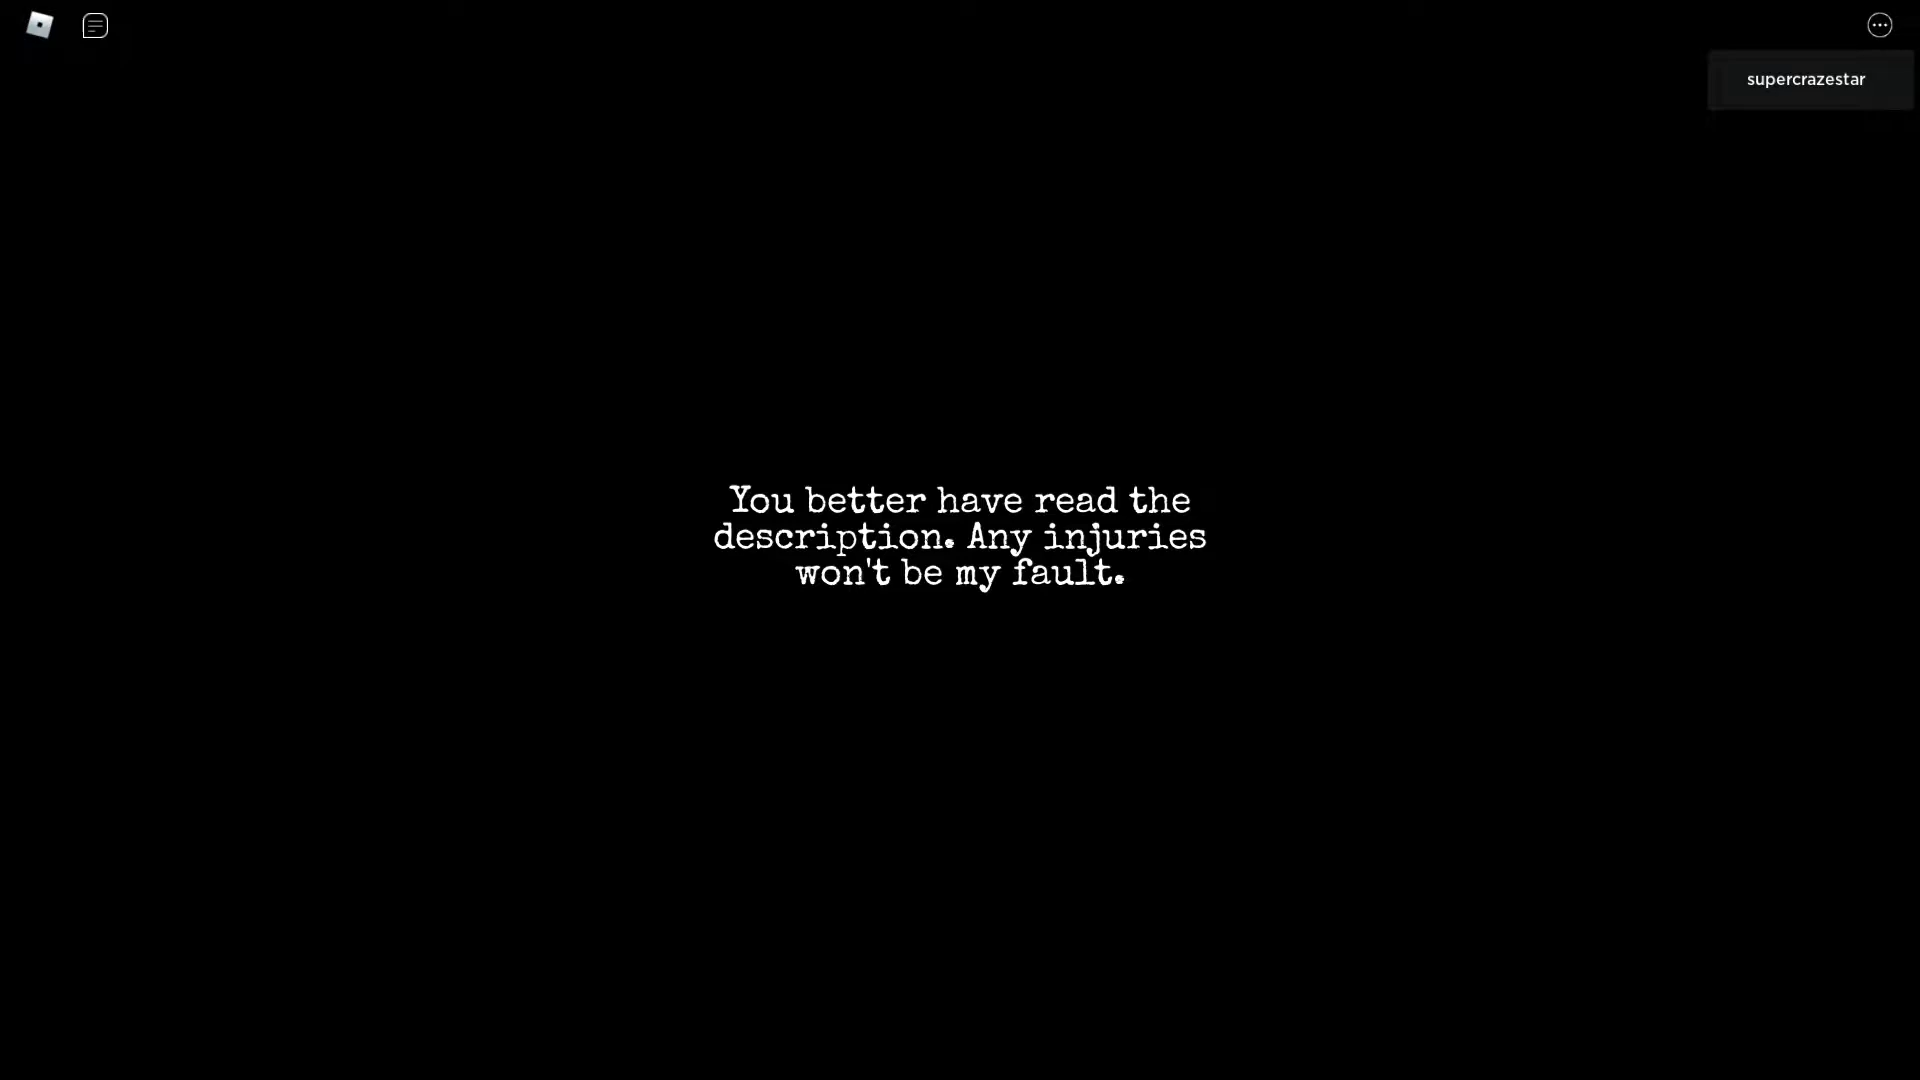 supercrazestar
You better have read the
description. Any injuries
won't be my fault.